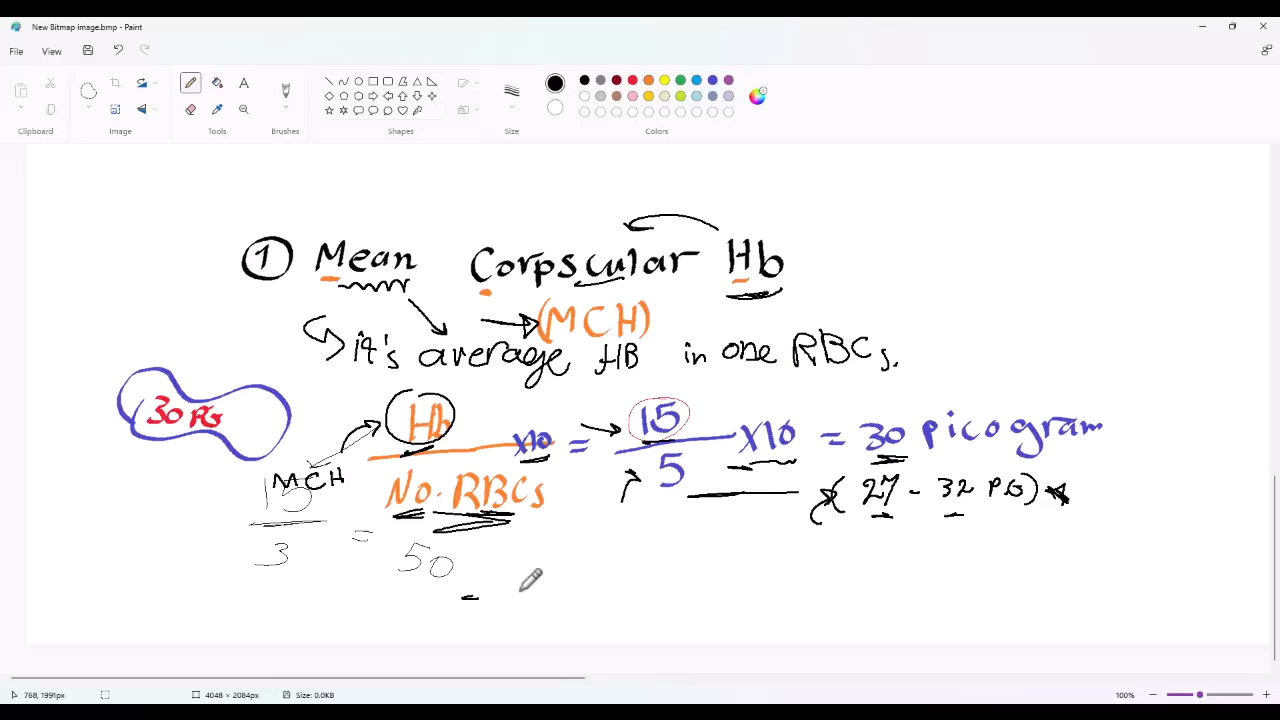 New Bitmap image.bmp - Paint
File View
Clipboard Image Tools Brushes Shapes Size Colors
1 Mean Corpscular Hb
(MCH)
it's average HB in one RBCs.
30 PG
Hb x10 = 15 x10 = 30 picogram
No. RBCs 5
MCH
(27 - 32 PG)
15
3 = 50
-
768, 1991px 4048 × 2084px Size: 0.0KB 100%